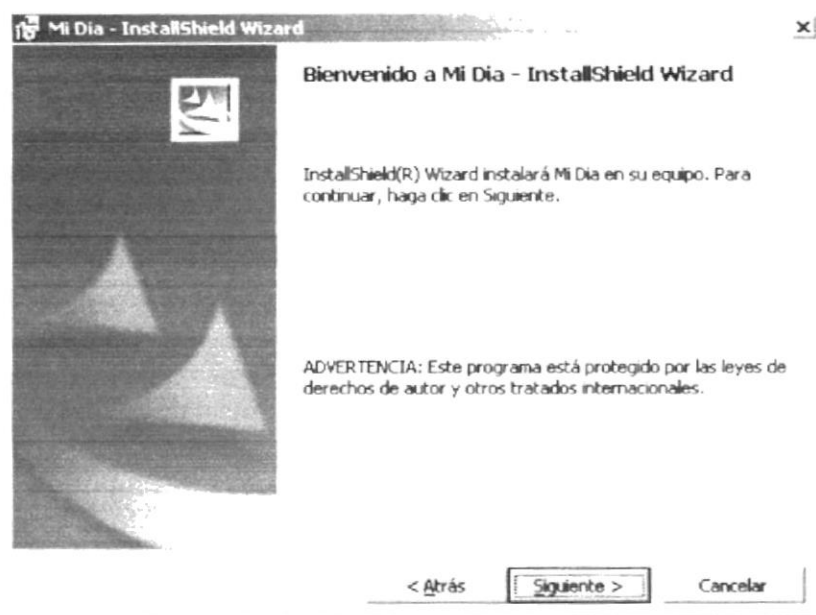 Mi Dia - InstallShield Wizard
Bienvenido a Mi Dia - InstallShield Wizard
InstallShield(R) Wizard instalará Mi Dia en su equipo. Para
continuar, haga clic en Siguiente.
ADVERTENCIA: Este programa está protegido por las leyes de
derechos de autor y otros tratados internacionales.
< Atrás Siguiente > Cancelar